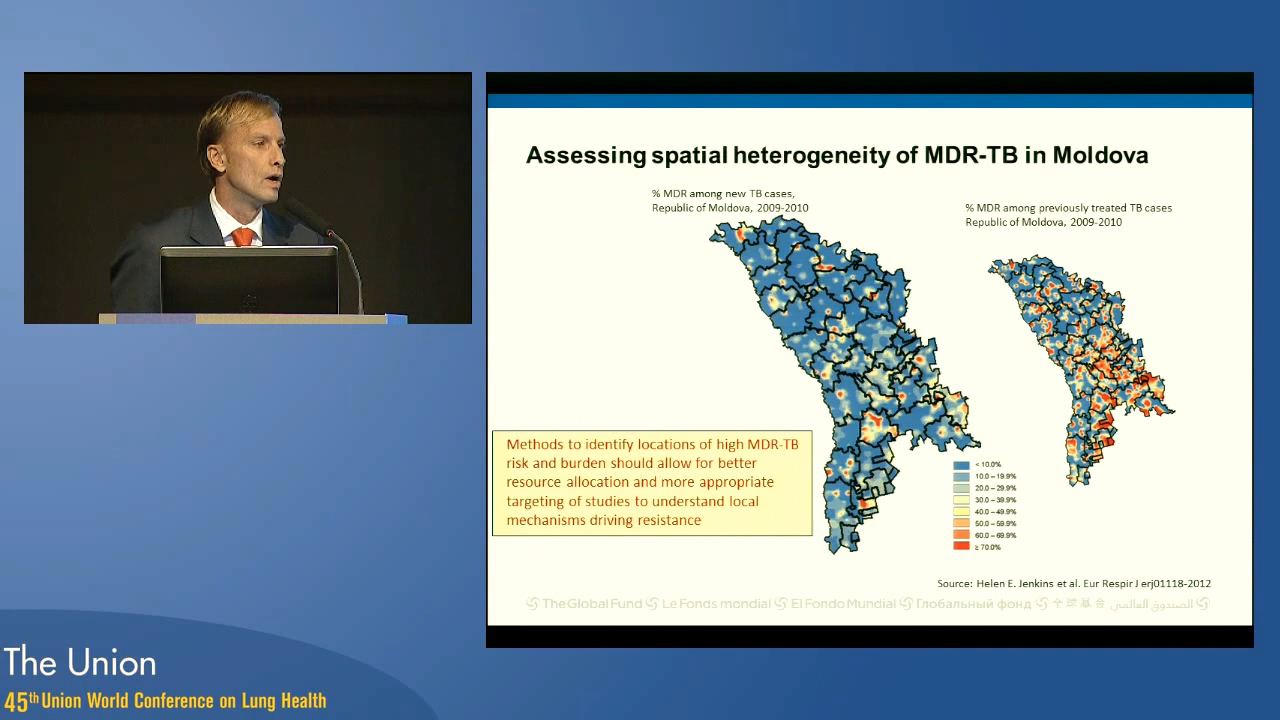 Assessing spatial heterogeneity of MDR-TB in Moldova
% MDR among new TB cases,
Republic of Moldova, 2009-2010
% MDR among previously treated TB cases
Republic of Moldova, 2009-2010
Methods to identify locations of high MDR-TB
risk and burden should allow for better
resource allocation and more appropriate
targeting of studies to understand local
mechanisms driving resistance
< 10.0%
10.0 – 19.9%
20.0 – 29.9%
30.0 – 39.9%
40.0 – 49.9%
50.0 – 59.9%
60.0 – 69.9%
≥ 70.0%
Source: Helen E. Jenkins et al. Eur Respir J erj01118-2012
The Global Fund Le Fonds mondial El Fondo Mundial Глобальный фонд 全球基金 الصندوق العالمي
The Union
45th Union World Conference on Lung Health